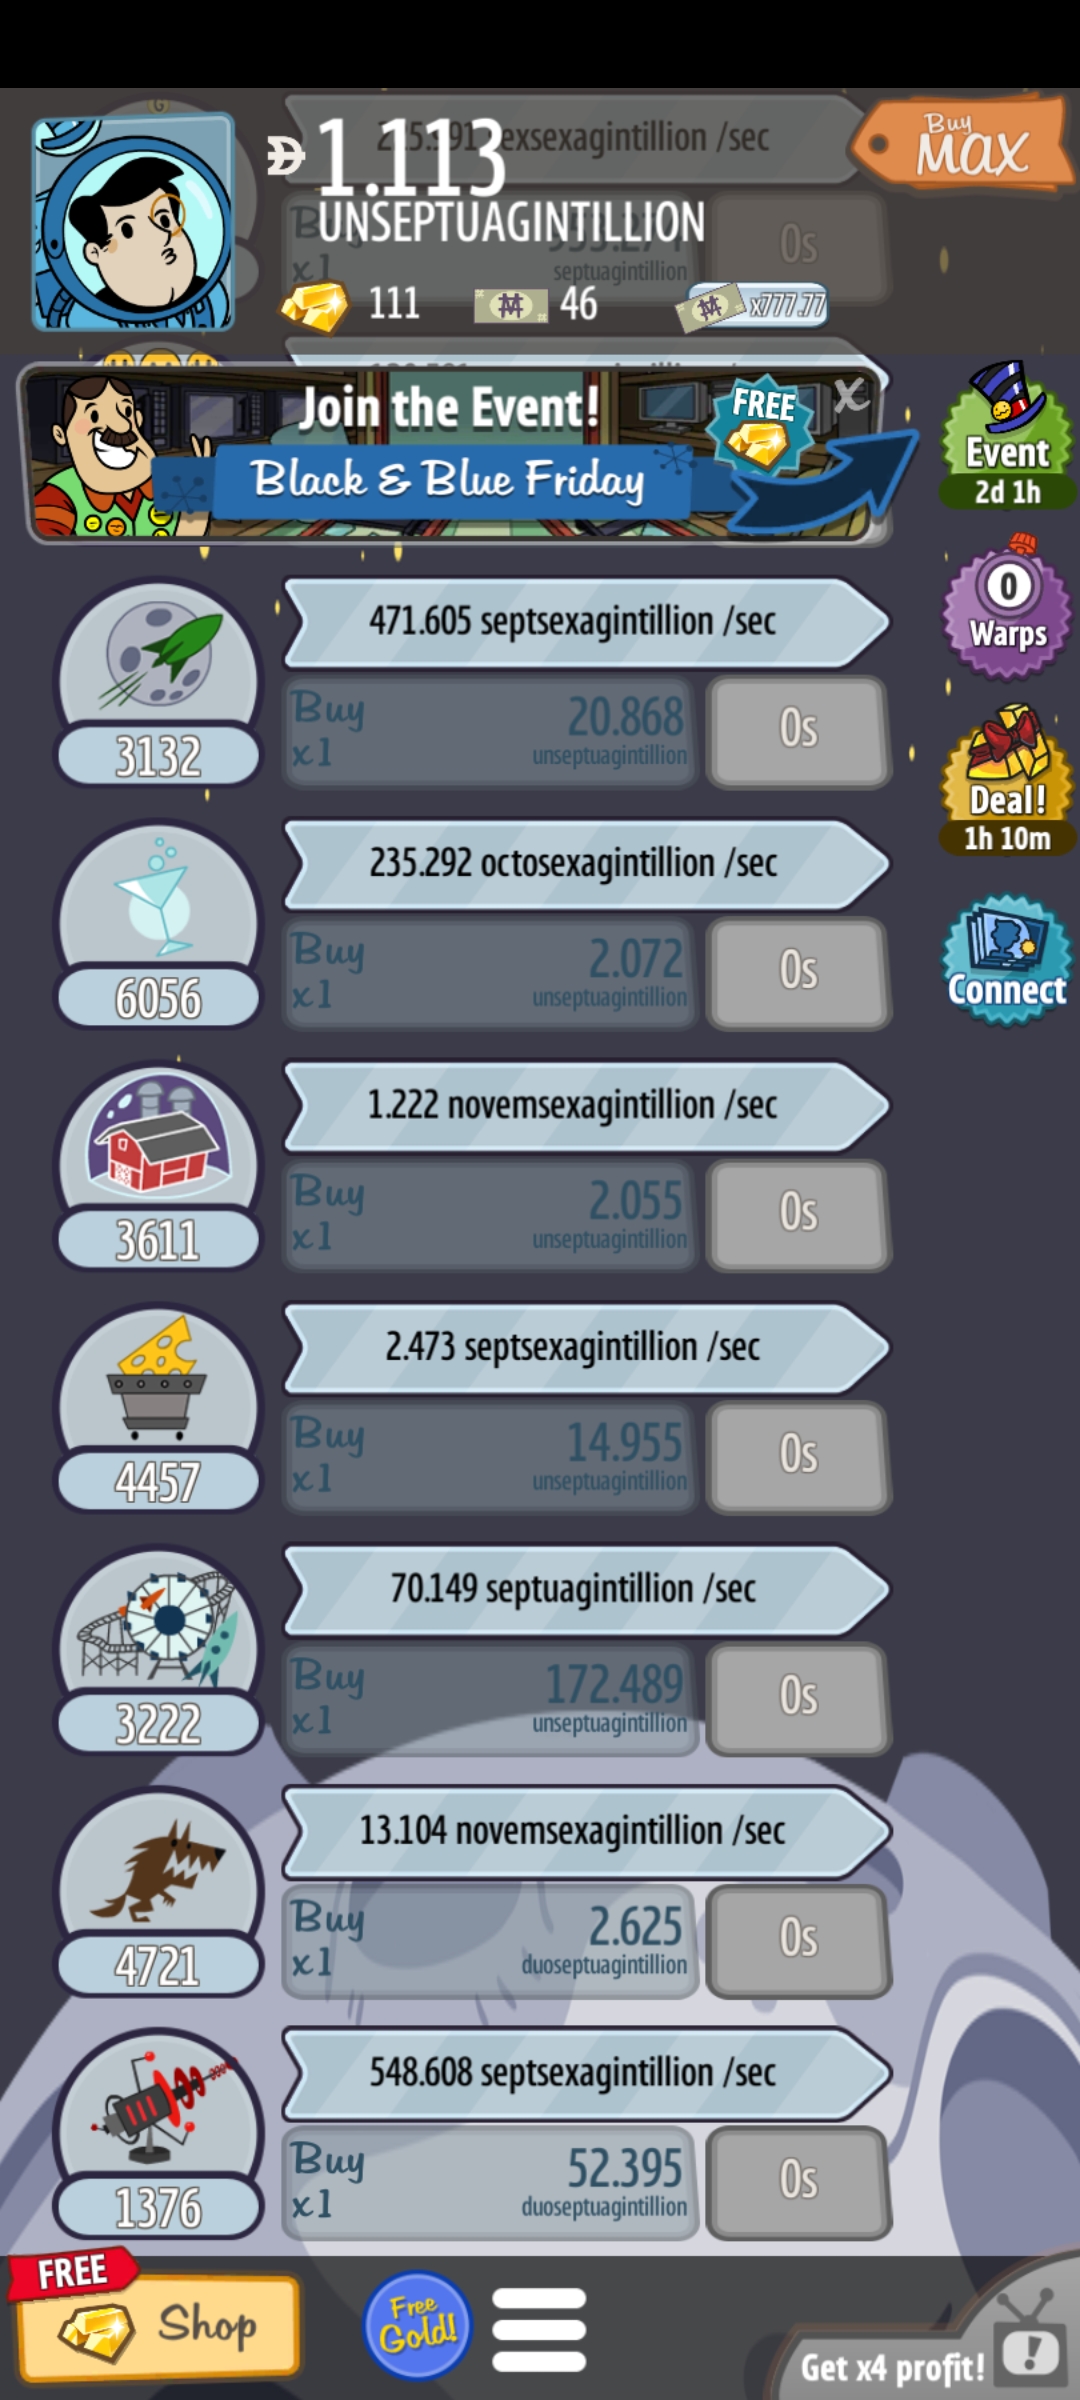 1.113
UNSEPTUAGINTILLION
Buy
MAX
111
46
x777.77
/sec
Buy
x1
septuagintillion
0s
Join the Event!
Black & Blue Friday
FREE
X
Event
2d 1h
0
Warps
Deal!
1h 10m
Connect
471.605 septsexagintillion /sec
Buy
x1
20.868
unseptuagintillion
0s
3132
235.292 octosexagintillion /sec
Buy
x1
2.072
unseptuagintillion
0s
6056
1.222 novemsexagintillion /sec
Buy
x1
2.055
unseptuagintillion
0s
3611
2.473 septsexagintillion /sec
Buy
x1
14.955
unseptuagintillion
0s
4457
70.149 septuagintillion /sec
Buy
x1
172.489
unseptuagintillion
0s
3222
13.104 novemsexagintillion /sec
Buy
x1
2.625
duoseptuagintillion
0s
4721
548.608 septsexagintillion /sec
Buy
x1
52.395
duoseptuagintillion
0s
1376
FREE
Shop
Free
Gold!
Get x4 profit!